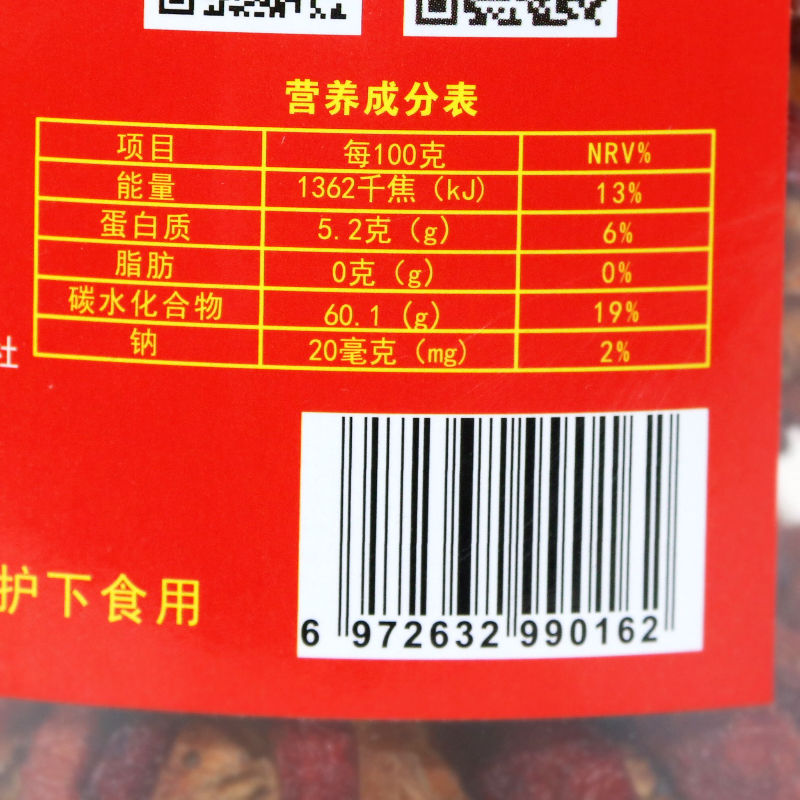 营养成分表
项目 每100克 NRV%
能量 1362千焦（kJ） 13%
蛋白质 5.2克（g） 6%
脂肪 0克（g） 0%
碳水化合物 60.1（g） 19%
钠 20毫克（mg） 2%
社
护下食用
6 972632 990162